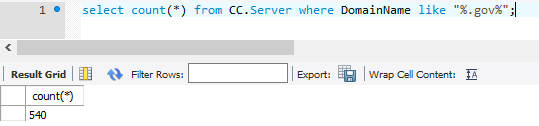 1 select count(*) from CC.Server where DomainName like "%.gov%";
Result Grid Filter Rows: Export: Wrap Cell Content: IA
count(*)
540